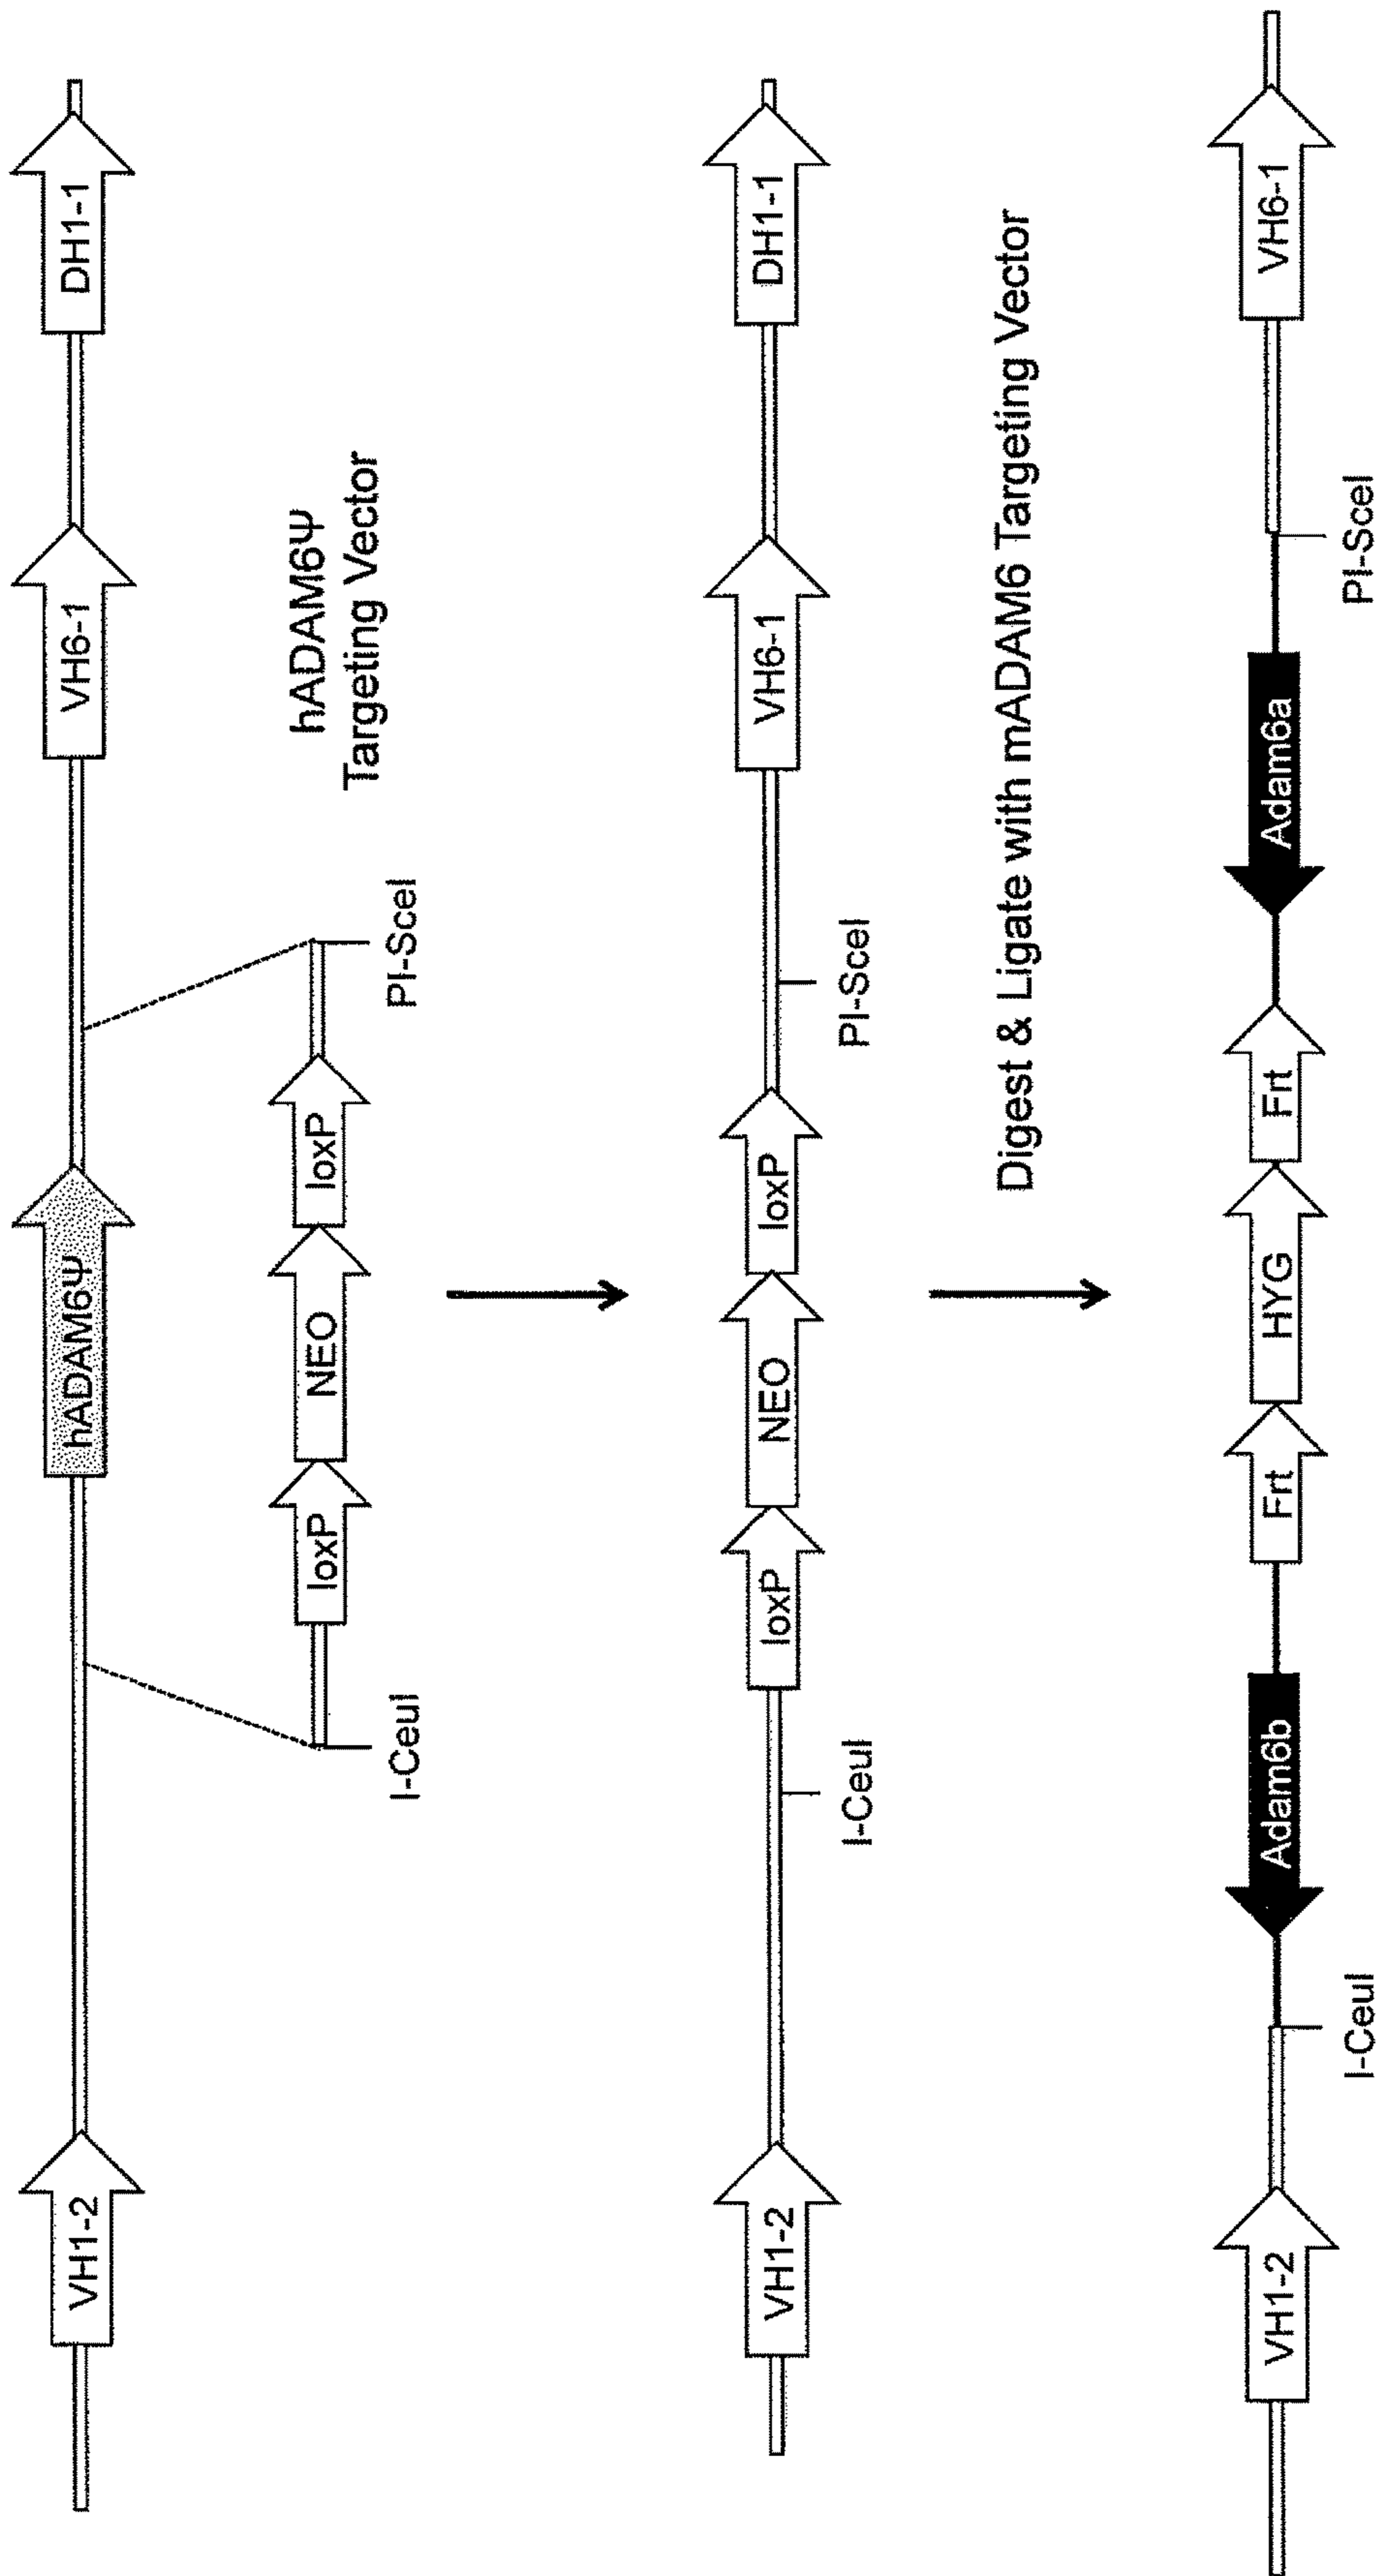 VH1-2
hADAM6Ψ
VH6-1
DH1-1
loxP
NEO
loxP
hADAM6Ψ
Targeting Vector
I-CeuI
PI-SceI
VH1-2
loxP
NEO
loxP
VH6-1
DH1-1
I-CeuI
PI-SceI
Digest & Ligate with mADAM6 Targeting Vector
VH1-2
Adam6b
Frt
HYG
Frt
Adam6a
VH6-1
I-CeuI
PI-SceI